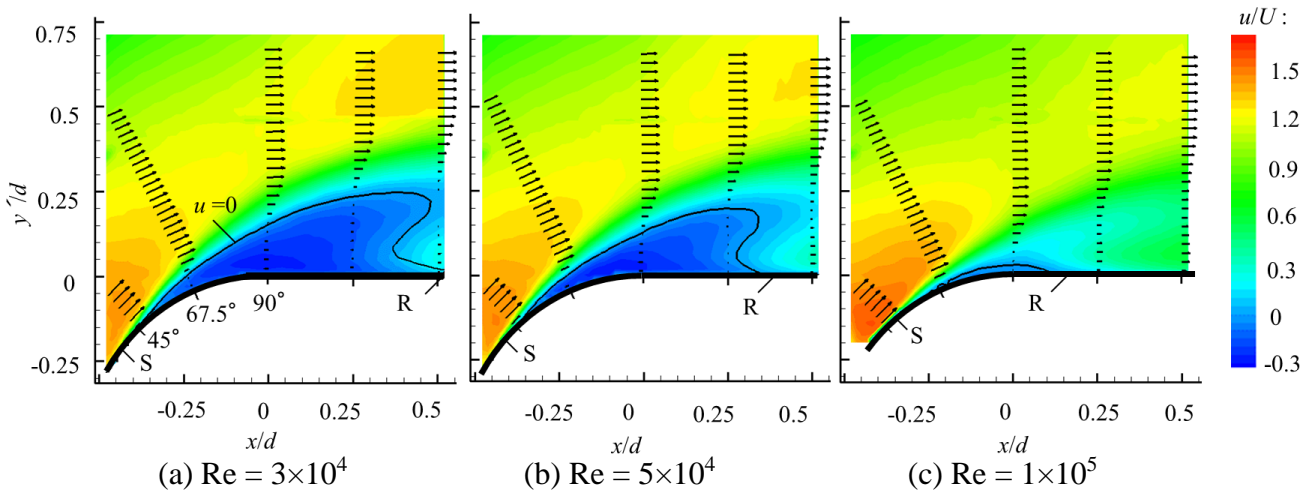 u/U :
0.75
0.5
0.25
0
-0.25
y´/d
u =0
67.5°
90°
45°
S
R
-0.25
0
0.25
0.5
x/d
(a) Re = 3×10⁴
S
R
-0.25
0
0.25
0.5
x/d
(b) Re = 5×10⁴
S
R
-0.25
0
0.25
0.5
x/d
(c) Re = 1×10⁵
1.5
1.2
0.9
0.6
0.3
0
-0.3